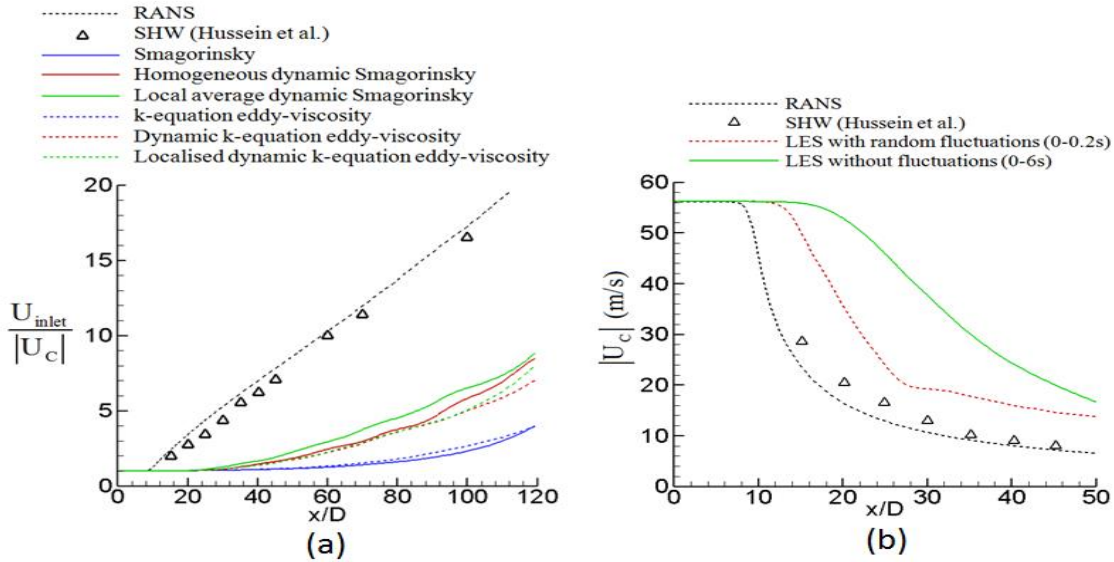 RANS
SHW (Hussein et al.)
Smagorinsky
Homogeneous dynamic Smagorinsky
Local average dynamic Smagorinsky
k-equation eddy-viscosity
Dynamic k-equation eddy-viscosity
Localised dynamic k-equation eddy-viscosity
20
15
10
5
0
U inlet
|U C|
0 20 40 60 80 100 120
x/D
(a)
RANS
SHW (Hussein et al.)
LES with random fluctuations (0-0.2s)
LES without fluctuations (0-6s)
60
50
40
30
20
10
0
|U C| (m/s)
0 10 20 30 40 50
x/D
(b)